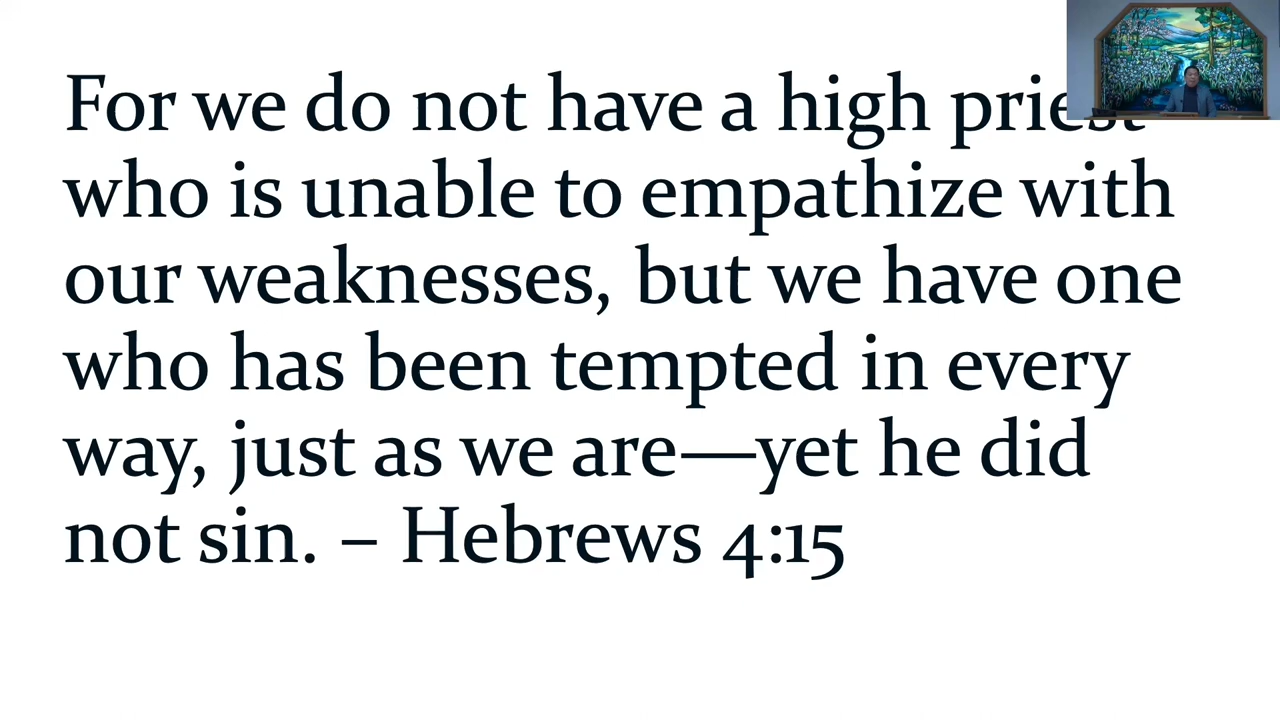 For we do not have a high priest
who is unable to empathize with
our weaknesses, but we have one
who has been tempted in every
way, just as we are—yet he did
not sin. – Hebrews 4:15